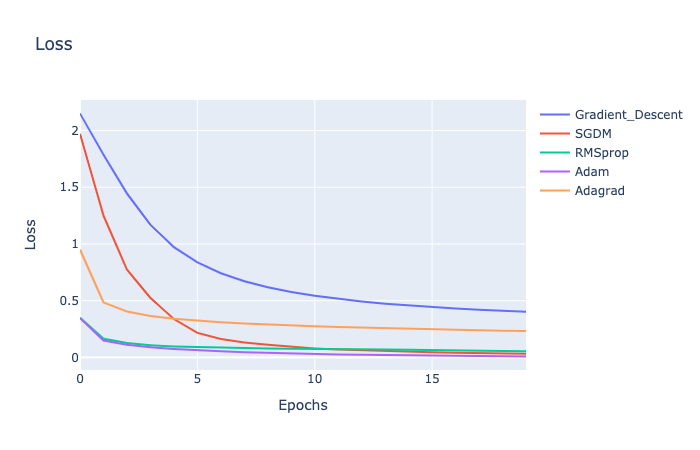 Loss
2
1.5
1
0.5
0
Loss
0
5
10
15
Epochs
Gradient_Descent
SGDM
RMSprop
Adam
Adagrad